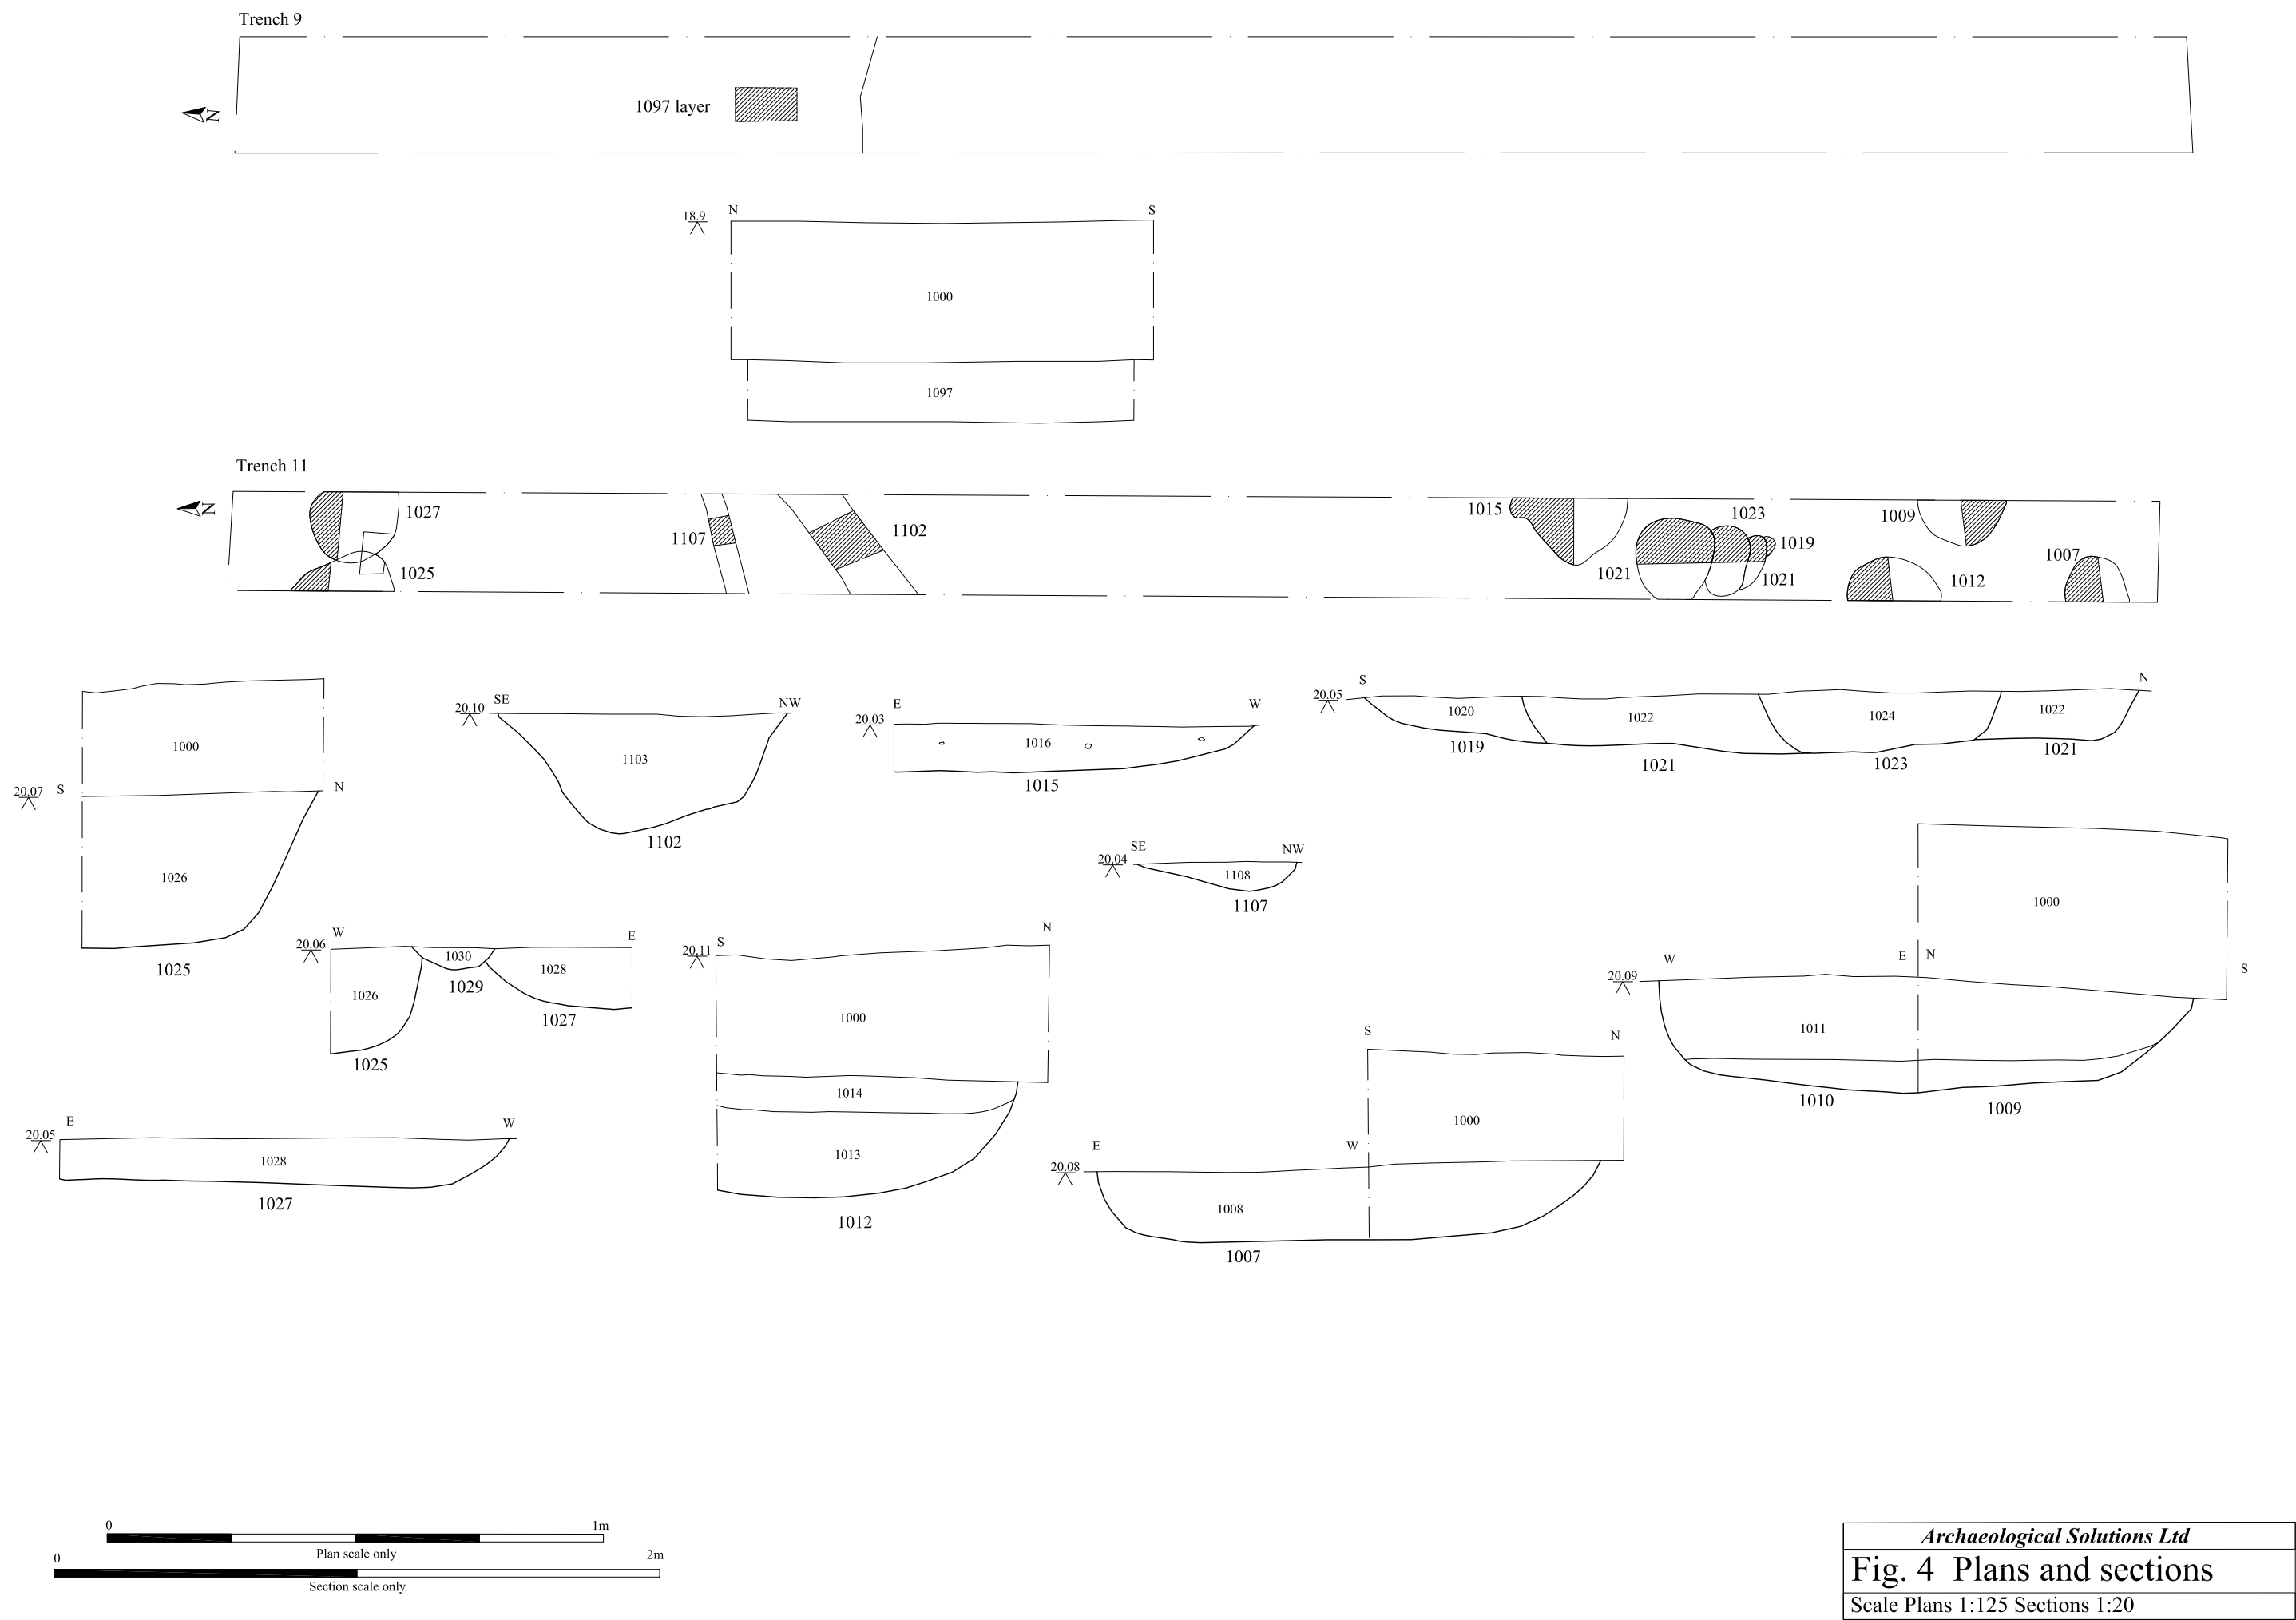 Trench 9
1097 layer
N
18.9
N
S
1000
1097
Trench 11
N
1027
1025
1107
1102
1015
1021
1023
1019
1021
1009
1012
1007
1000
20.07
S
N
1026
1025
20.10
SE
NW
1103
1102
20.03
E
W
1016
1015
20.05
S
N
1020
1022
1024
1022
1019
1021
1023
1021
20.04
SE
NW
1108
1107
20.06
W
E
1026
1030
1028
1029
1027
1025
20.11
S
N
1000
1014
1013
1012
1000
20.09
W
E
N
S
1011
1010
1009
S
N
1000
20.08
E
W
1008
1007
20.05
E
W
1028
1027
0
1m
Plan scale only
0
2m
Section scale only
Archaeological Solutions Ltd
Fig. 4 Plans and sections
Scale Plans 1:125 Sections 1:20